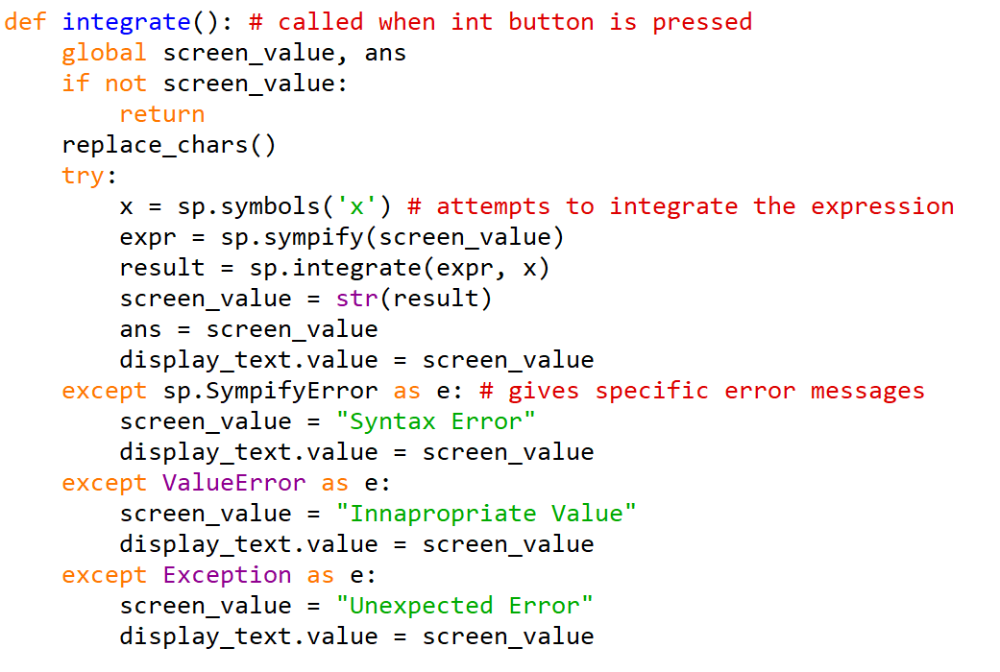 def integrate(): # called when int button is pressed
    global screen_value, ans
    if not screen_value:
        return
    replace_chars()
    try:
        x = sp.symbols('x') # attempts to integrate the expression
        expr = sp.sympify(screen_value)
        result = sp.integrate(expr, x)
        screen_value = str(result)
        ans = screen_value
        display_text.value = screen_value
    except sp.SympifyError as e: # gives specific error messages
        screen_value = "Syntax Error"
        display_text.value = screen_value
    except ValueError as e:
        screen_value = "Innapropriate Value"
        display_text.value = screen_value
    except Exception as e:
        screen_value = "Unexpected Error"
        display_text.value = screen_value